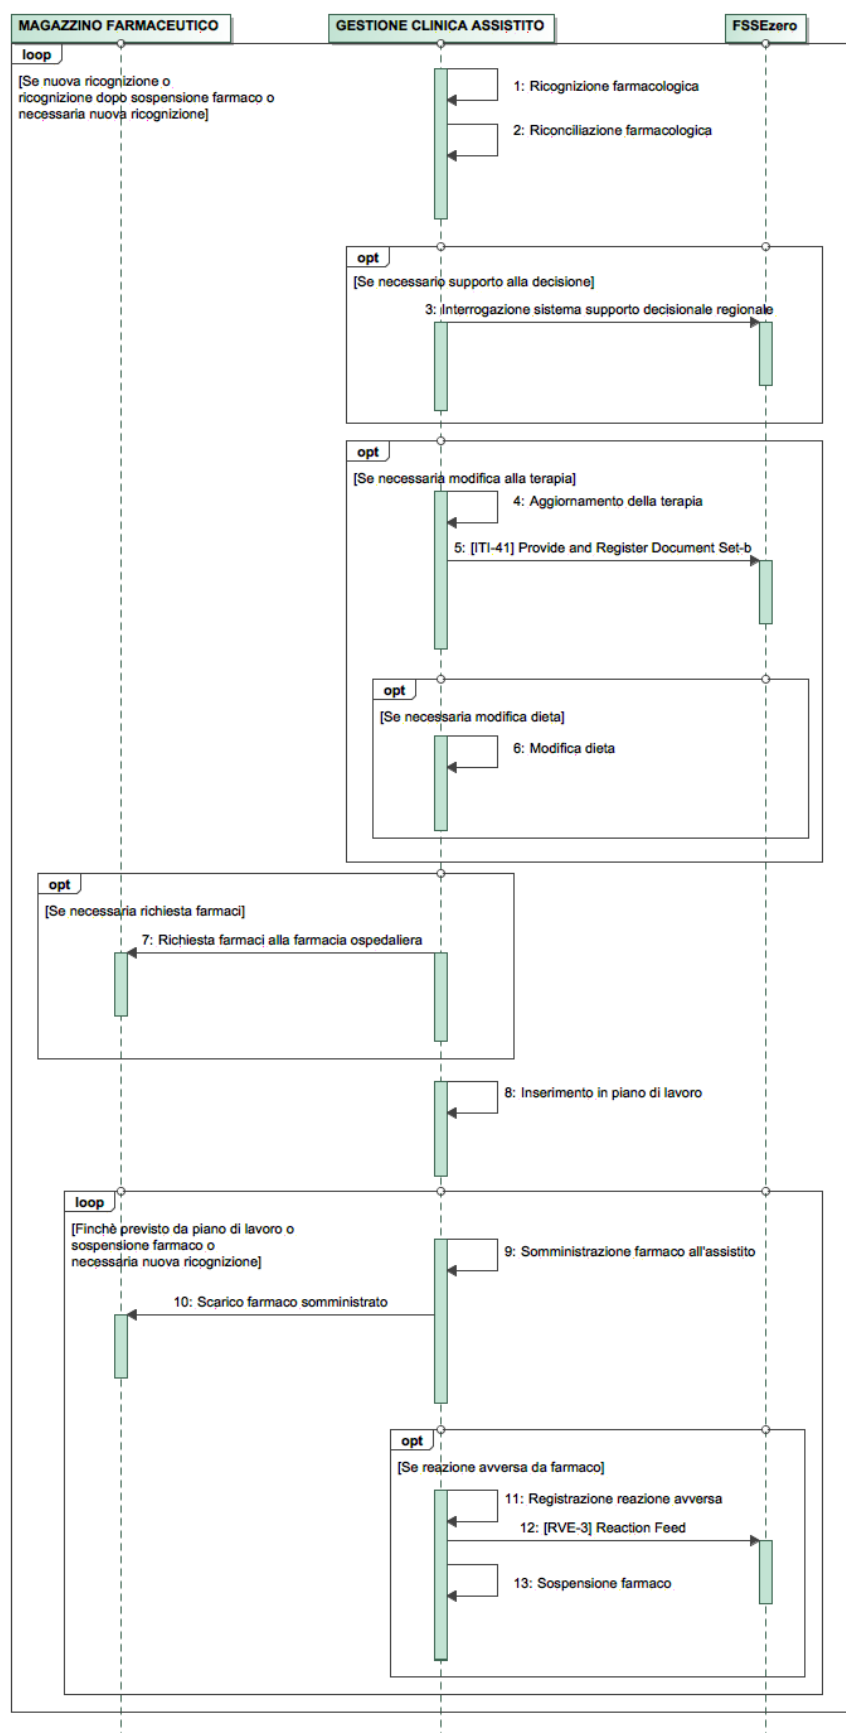 MAGAZZINO FARMACEUTICO
GESTIONE CLINICA ASSISTITO
FSSEzero
loop
[Se nuova ricognizione o
ricognizione dopo sospensione farmaco o
necessaria nuova ricognizione]
1: Ricognizione farmacologica
2: Riconciliazione farmacologica
opt
[Se necessario supporto alla decisione]
3: Interrogazione sistema supporto decisionale regionale
opt
[Se necessaria modifica alla terapia]
4: Aggiornamento della terapia
5: [ITI-41] Provide and Register Document Set-b
opt
[Se necessaria modifica dieta]
6: Modifica dieta
opt
[Se necessaria richiesta farmaci]
7: Richiesta farmaci alla farmacia ospedaliera
8: Inserimento in piano di lavoro
loop
[Finchè previsto da piano di lavoro o
sospensione farmaco o
necessaria nuova ricognizione]
9: Somministrazione farmaco all'assistito
10: Scarico farmaco somministrato
opt
[Se reazione avversa da farmaco]
11: Registrazione reazione avversa
12: [RVE-3] Reaction Feed
13: Sospensione farmaco